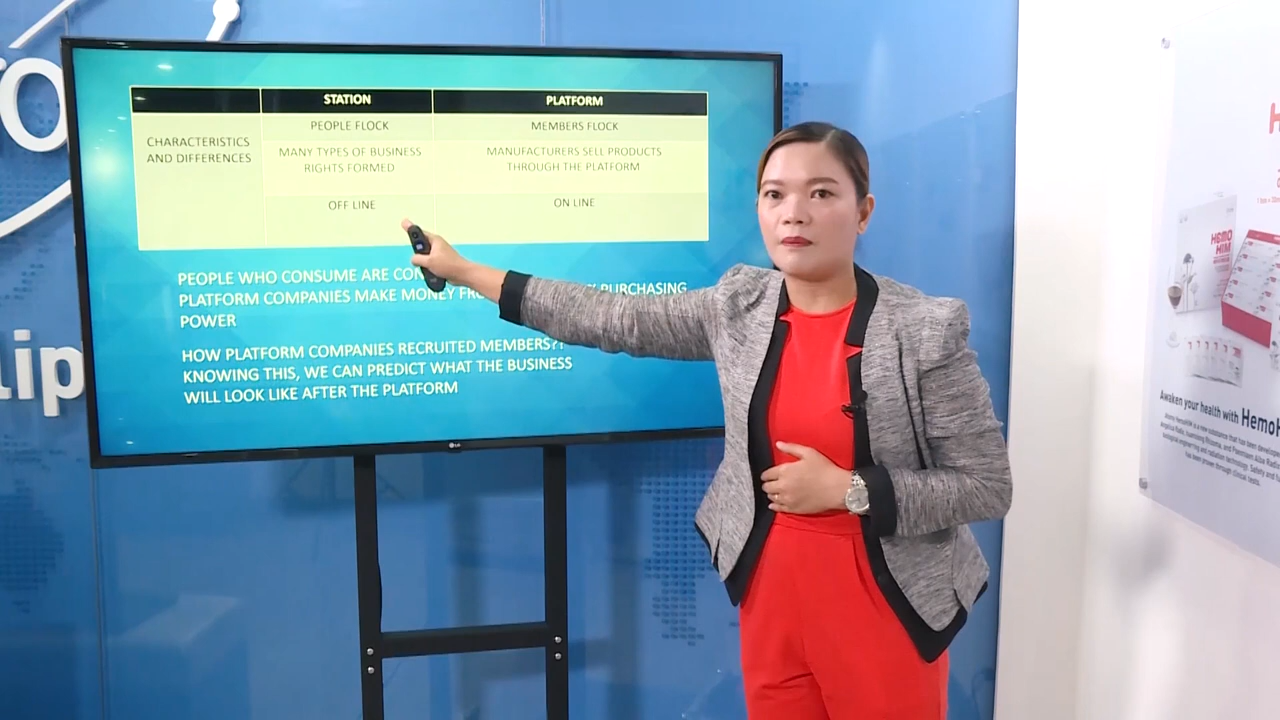 STATION PLATFORM
CHARACTERISTICS
AND DIFFERENCES
PEOPLE FLOCK MEMBERS FLOCK
MANY TYPES OF BUSINESS
RIGHTS FORMED
MANUFACTURERS SELL PRODUCTS
THROUGH THE PLATFORM
OFF LINE ON LINE
PEOPLE WHO CONSUME ARE
PLATFORM COMPANIES MAKE MONEY PURCHASING
POWER
HOW PLATFORM COMPANIES RECRUITED MEMBERS?
KNOWING THIS, WE CAN PREDICT WHAT THE BUSINESS
WILL LOOK LIKE AFTER THE PLATFORM
LG
lip
HEMO
HIM
Awaken your health with